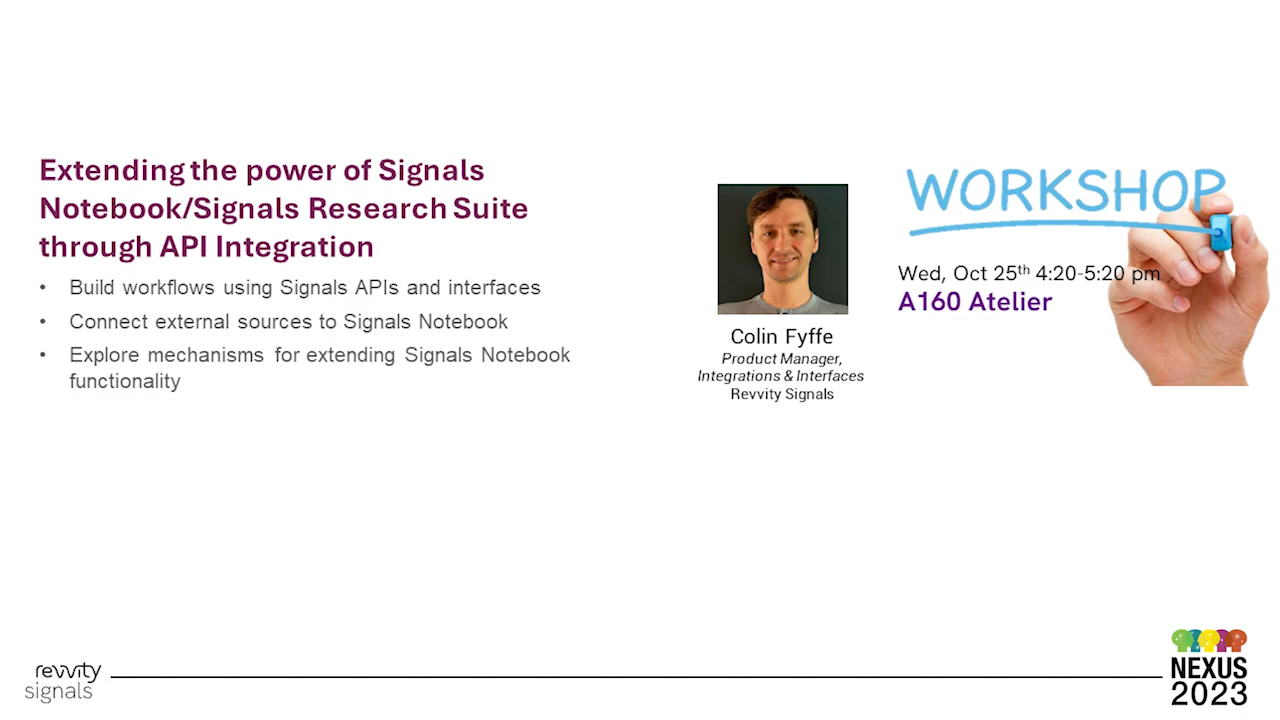 Extending the power of Signals
Notebook/Signals Research Suite
through API Integration
• Build workflows using Signals APIs and interfaces
• Connect external sources to Signals Notebook
• Explore mechanisms for extending Signals Notebook
functionality
Colin Fyffe
Product Manager,
Integrations & Interfaces
Revvity Signals
WORKSHOP
Wed, Oct 25th 4:20-5:20 pm
A160 Atelier
revvity
signals
NEXUS
2023